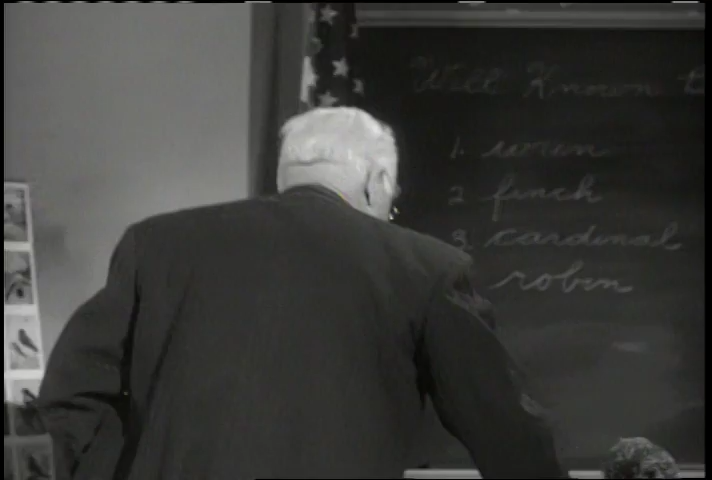 Well Known
1. wren
2 finch
3. cardinal
robin